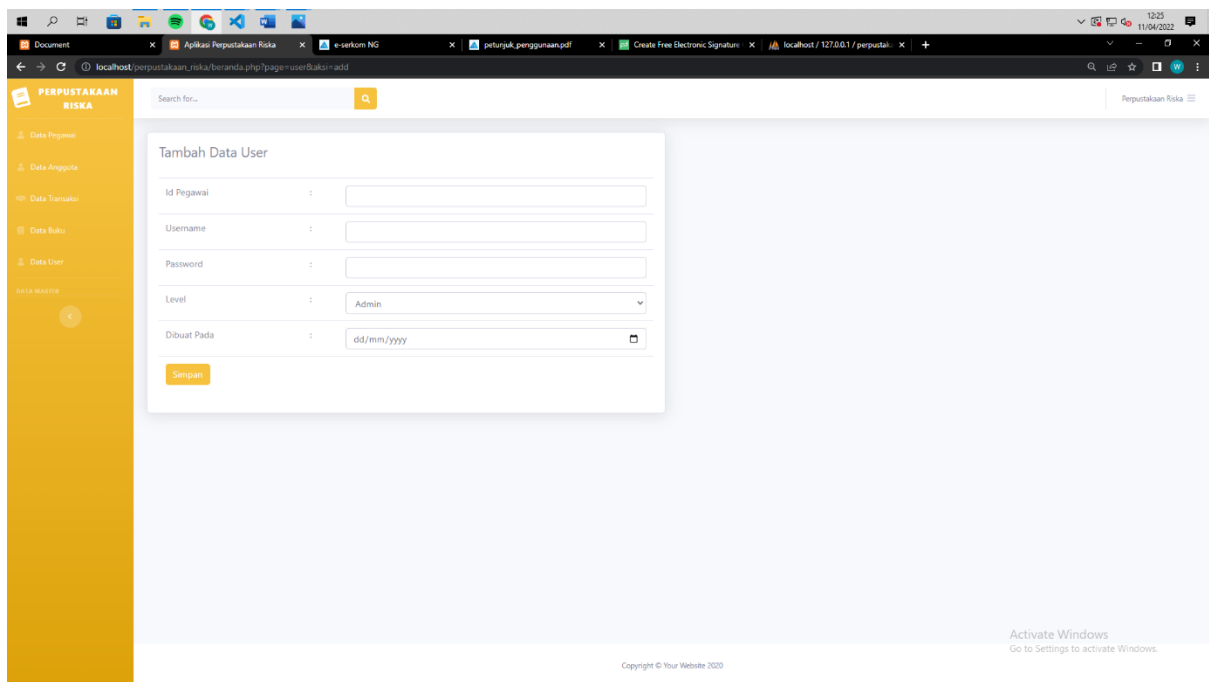 12:25
11/04/2022
Document
Aplikasi Perpustakaan Riska
e-serkom NG
petunjuk_penggunaan.pdf
Create Free Electronic Signature
localhost / 127.0.0.1 / perpustak
localhost/perpustakaan_riska/beranda.php?page=user&aksi=add
W
PERPUSTAKAAN
RISKA
Search for...
Perpustakaan Riska
Data Pegawai
Data Anggota
Data Transaksi
Data Buku
Data User
DATA MASTER
Tambah Data User
Id Pegawai :
Username :
Password :
Level : Admin
Dibuat Pada : dd/mm/yyyy
Simpan
Activate Windows
Go to Settings to activate Windows.
Copyright © Your Website 2020